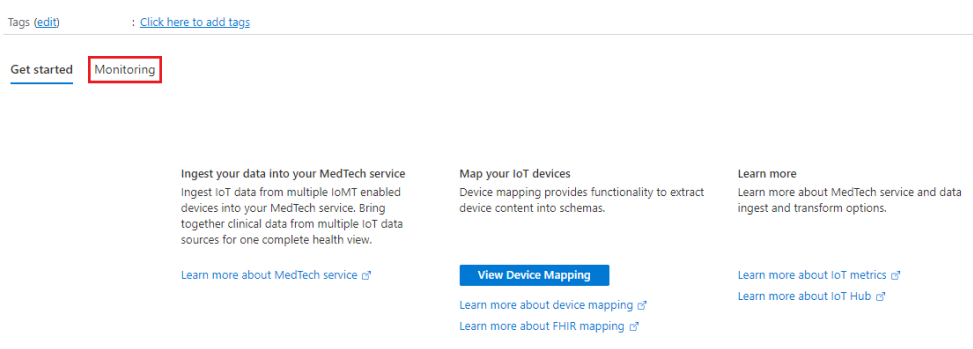 Tags (edit) : Click here to add tags
Get started Monitoring
Ingest your data into your MedTech service
Ingest IoT data from multiple IoMT enabled
devices into your MedTech service. Bring
together clinical data from multiple IoT data
sources for one complete health view.
Learn more about MedTech service
Map your IoT devices
Device mapping provides functionality to extract
device content into schemas.
View Device Mapping
Learn more about device mapping
Learn more about FHIR mapping
Learn more
Learn more about MedTech service and data
ingest and transform options.
Learn more about IoT metrics
Learn more about IoT Hub